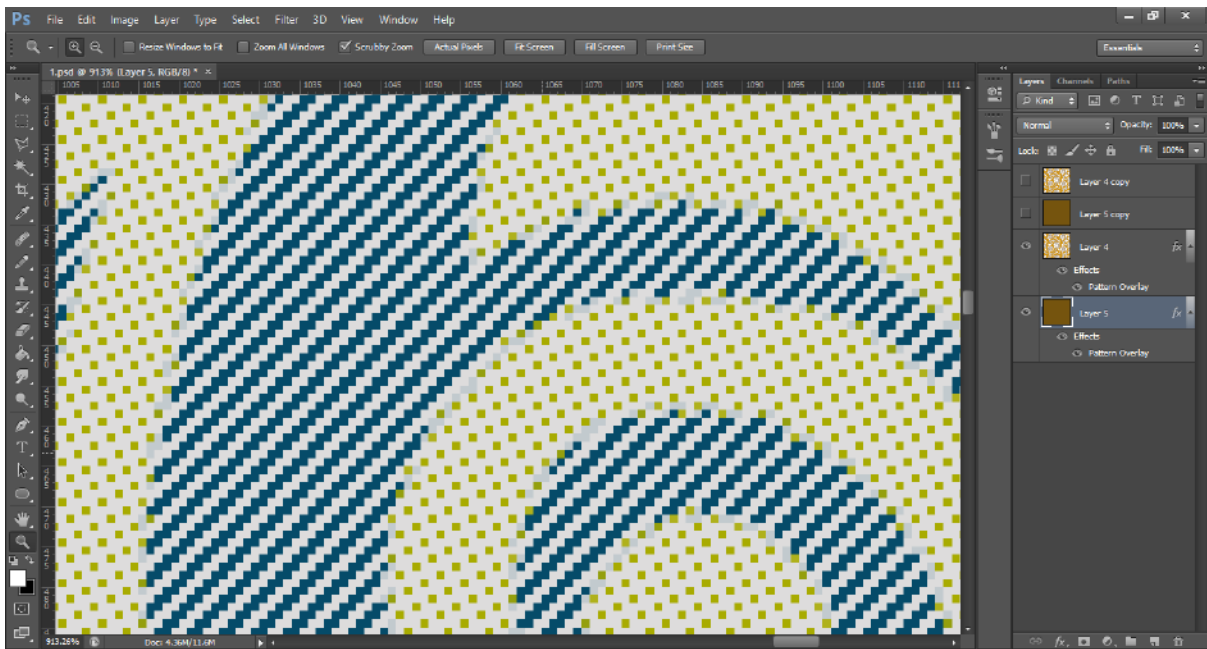 Ps File Edit Image Layer Type Select Filter 3D View Window Help
Resize Windows to Fit Zoom All Windows Scrubby Zoom Actual Pixels Fit Screen Fill Screen Print Size Essentials
1.psd @ 913% (Layer 5, RGB/8) * ×
1005 1010 1015 1020 1025 1030 1035 1040 1045 1050 1055 1060 1065 1070 1075 1080 1085 1090 1095 1100 1105 1110 111
Layers Channels Paths
Kind
Normal Opacity: 100%
Lock: Fill: 100%
Layer 4 copy
Layer 5 copy
Layer 4 fx
Effects
Pattern Overlay
Layer 5 fx
Effects
Pattern Overlay
913.26% Doc: 4.36M/11.6M